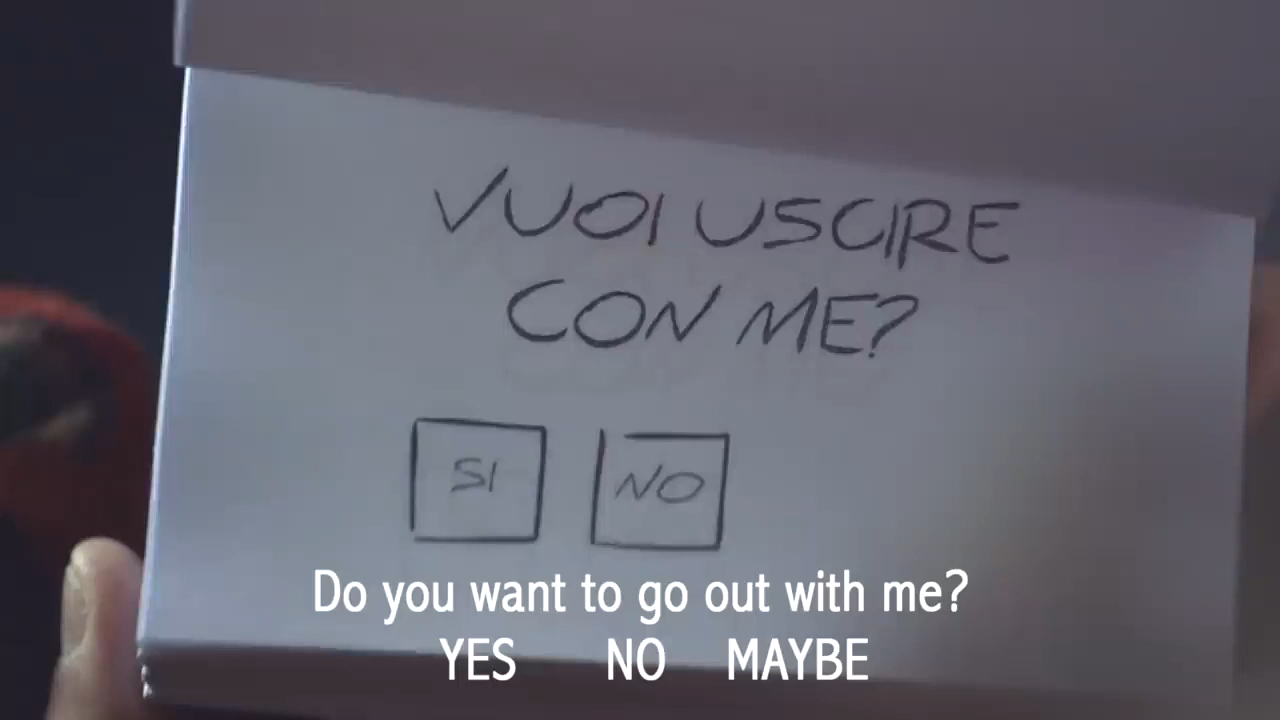 VUOI USCIRE
CON ME?
SI NO
Do you want to go out with me?
YES NO MAYBE